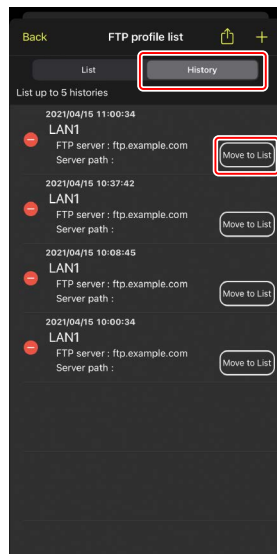 Back FTP profile list
List History
List up to 5 histories
2021/04/15 11:00:34
LAN1
FTP server : ftp.example.com
Server path :
Move to List
2021/04/15 10:37:42
LAN1
FTP server : ftp.example.com
Server path :
Move to List
2021/04/15 10:08:45
LAN1
FTP server : ftp.example.com
Server path :
Move to List
2021/04/15 10:00:34
LAN1
FTP server : ftp.example.com
Server path :
Move to List